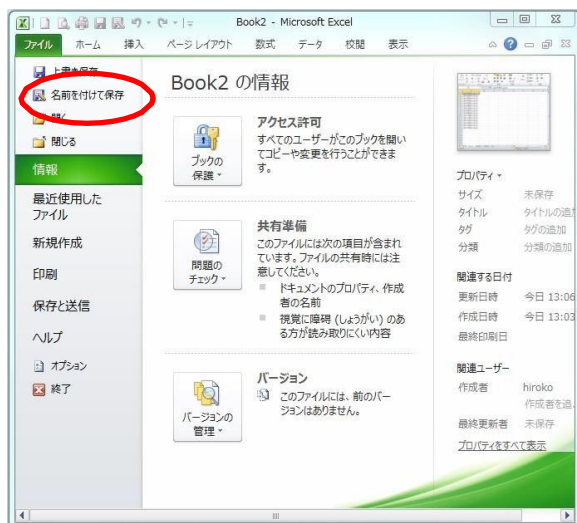 Book2 - Microsoft Excel
ファイル ホーム 挿入 ページ レイアウト 数式 データ 校閲 表示
上書き保存
名前を付けて保存
開く
閉じる
情報
最近使用した
ファイル
新規作成
印刷
保存と送信
ヘルプ
オプション
終了
Book2 の情報
ブックの
保護
アクセス許可
すべてのユーザーがこのブックを開い
てコピーや変更を行うことができま
す。
問題の
チェック
共有準備
このファイルには次の項目が含まれ
ています。ファイルの共有時には注
意してください。
ドキュメントのプロパティ、作成
者の名前
視覚に障碍 (しょうがい) のあ
る方が読み取りにくい内容
バージョンの
管理
バージョン
このファイルには、前のバー
ジョンはありません。
プロパティ
サイズ 未保存
タイトル タイトルの追
タグ タグの追加
分類 分類の追加
関連する日付
更新日時 今日 13:06
作成日時 今日 13:03
最終印刷日
関連ユーザー
作成者 hiroko
作成者を追
最終更新者 未保存
プロパティをすべて表示